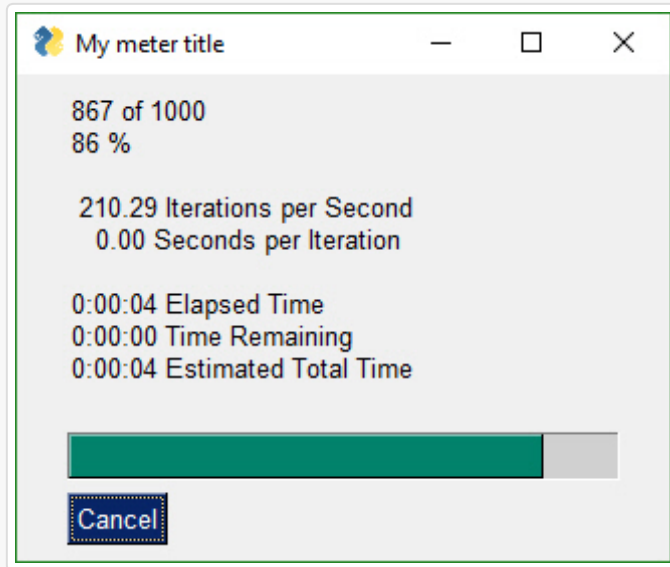 My meter title
867 of 1000
86 %
210.29 Iterations per Second
0.00 Seconds per Iteration
0:00:04 Elapsed Time
0:00:00 Time Remaining
0:00:04 Estimated Total Time
Cancel